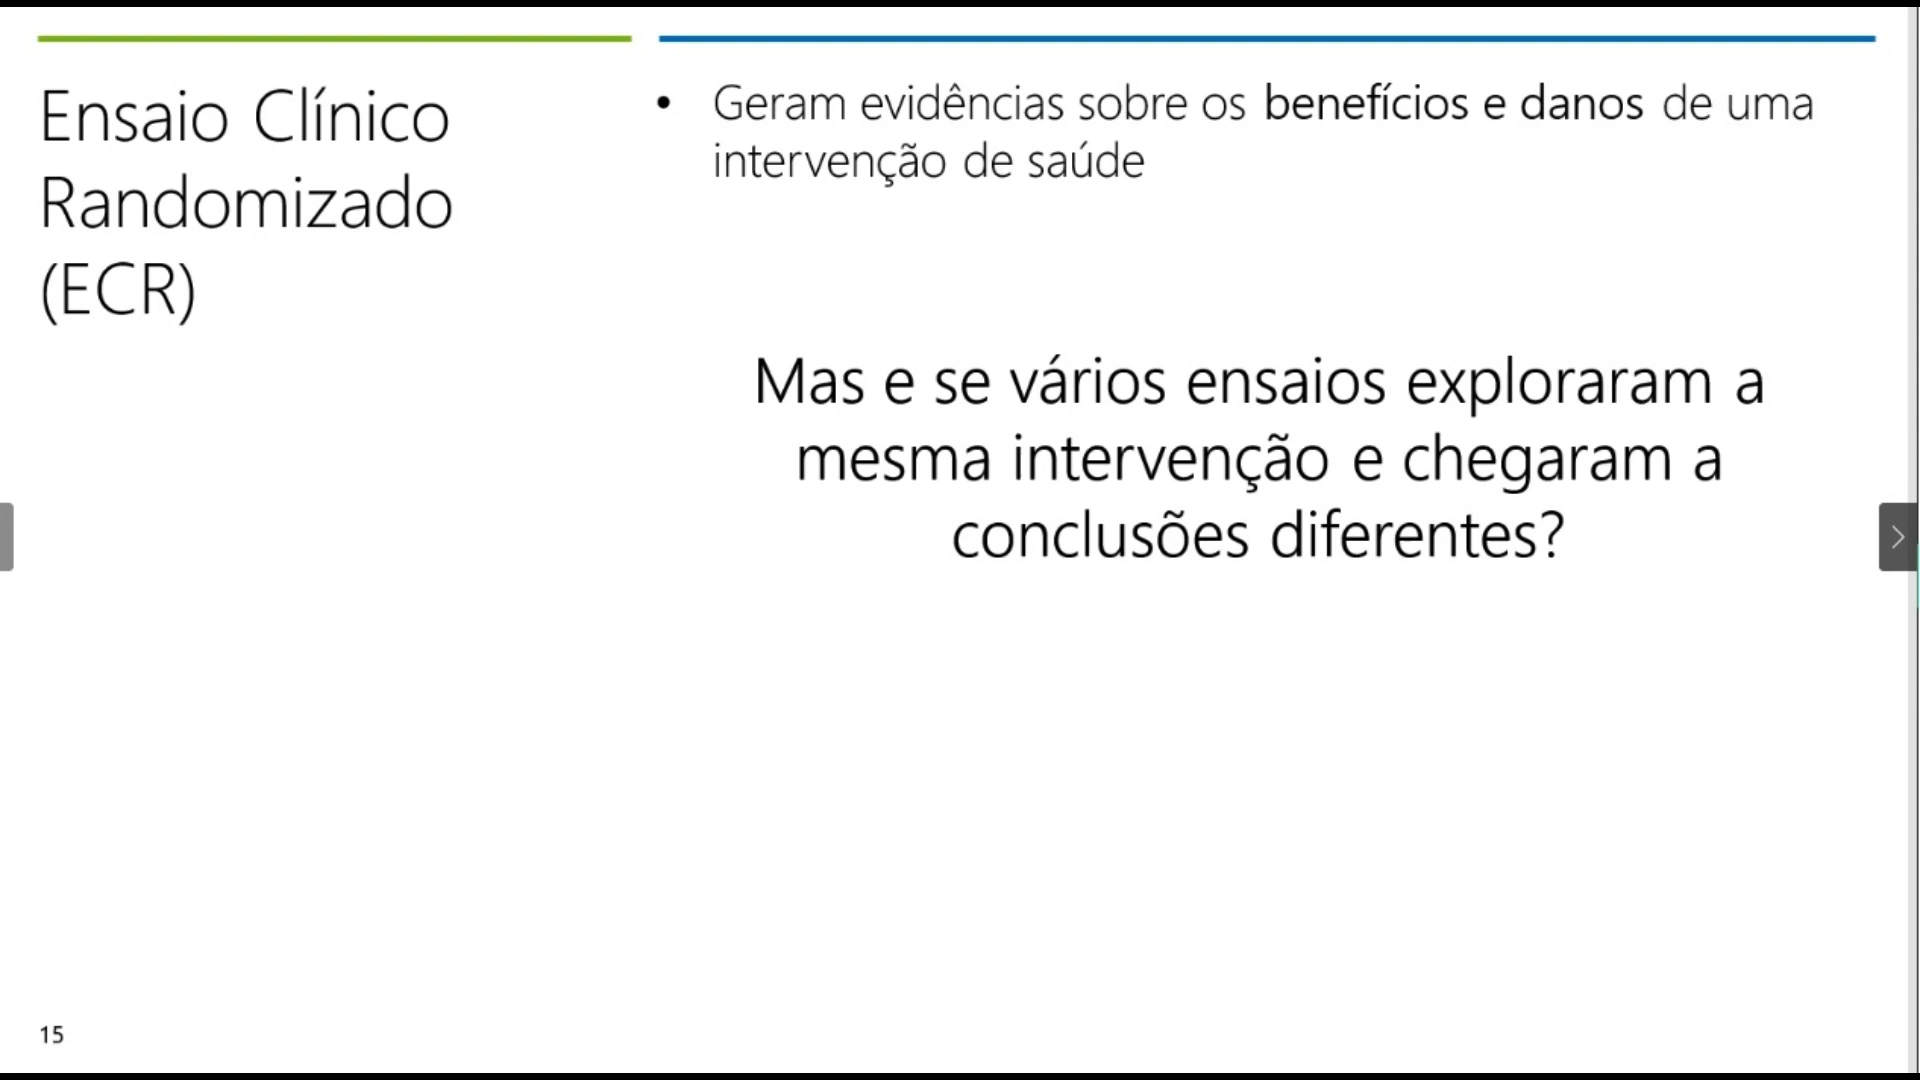 Ensaio Clínico
Randomizado
(ECR)
• Geram evidências sobre os benefícios e danos de uma
intervenção de saúde
Mas e se vários ensaios exploraram a
mesma intervenção e chegaram a
conclusões diferentes?
15